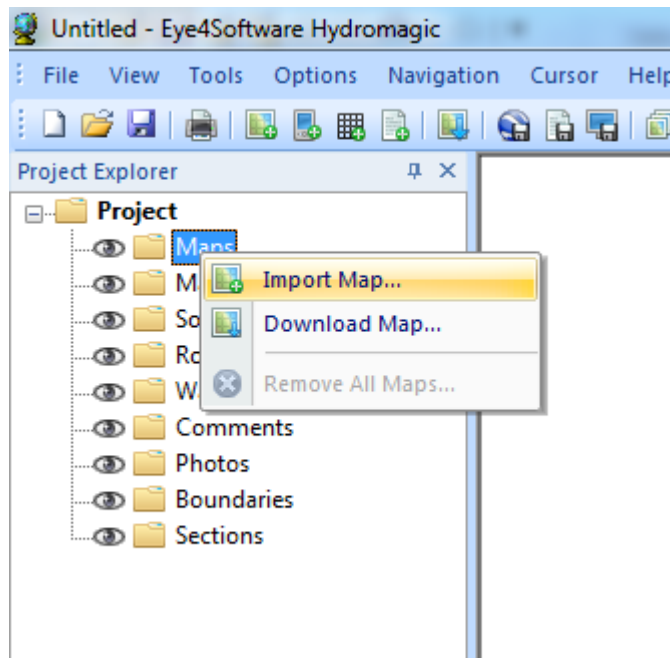 Untitled - Eye4Software Hydromagic
File View Tools Options Navigation Cursor Help
Project Explorer
Project
Maps
Import Map...
Download Map...
Remove All Maps...
Comments
Photos
Boundaries
Sections